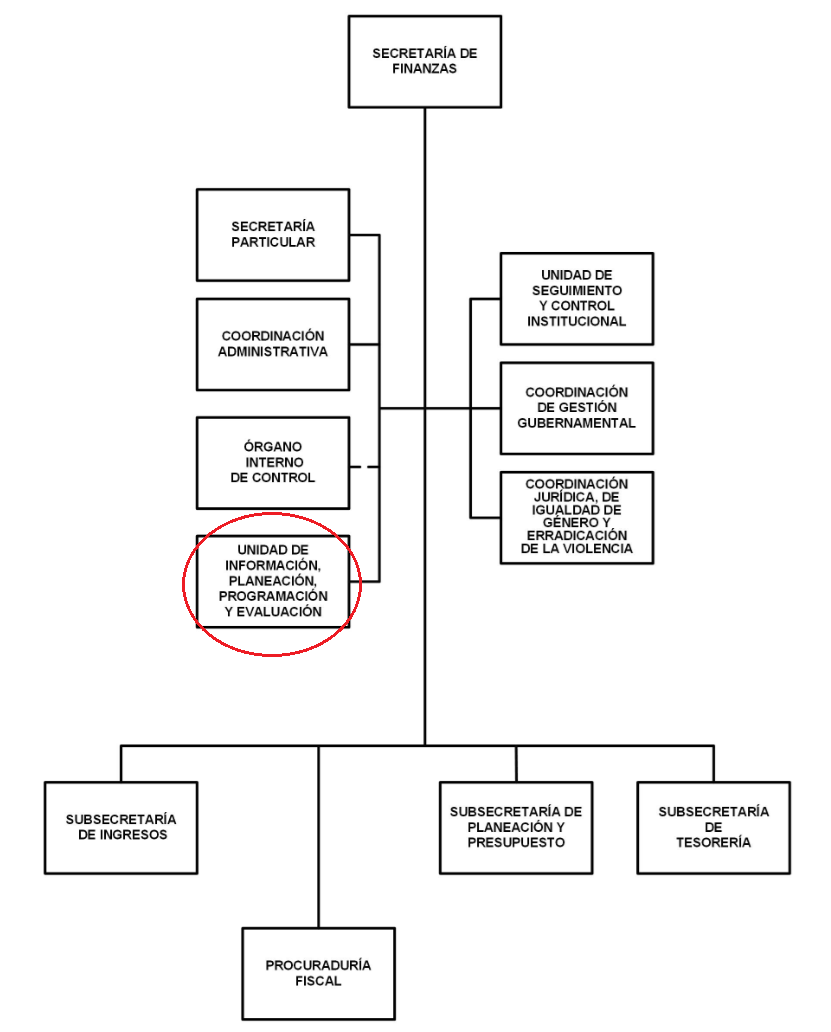 SECRETARÍA DE
FINANZAS
SECRETARÍA
PARTICULAR
COORDINACIÓN
ADMINISTRATIVA
ÓRGANO
INTERNO
DE CONTROL
UNIDAD DE
INFORMACIÓN,
PLANEACIÓN,
PROGRAMACIÓN
Y EVALUACIÓN
UNIDAD DE
SEGUIMIENTO
Y CONTROL
INSTITUCIONAL
COORDINACIÓN
DE GESTIÓN
GUBERNAMENTAL
COORDINACIÓN
JURÍDICA, DE
IGUALDAD DE
GÉNERO Y
ERRADICACIÓN
DE LA VIOLENCIA
SUBSECRETARÍA
DE INGRESOS
PROCURADURÍA
FISCAL
SUBSECRETARÍA DE
PLANEACIÓN Y
PRESUPUESTO
SUBSECRETARÍA
DE
TESORERÍA